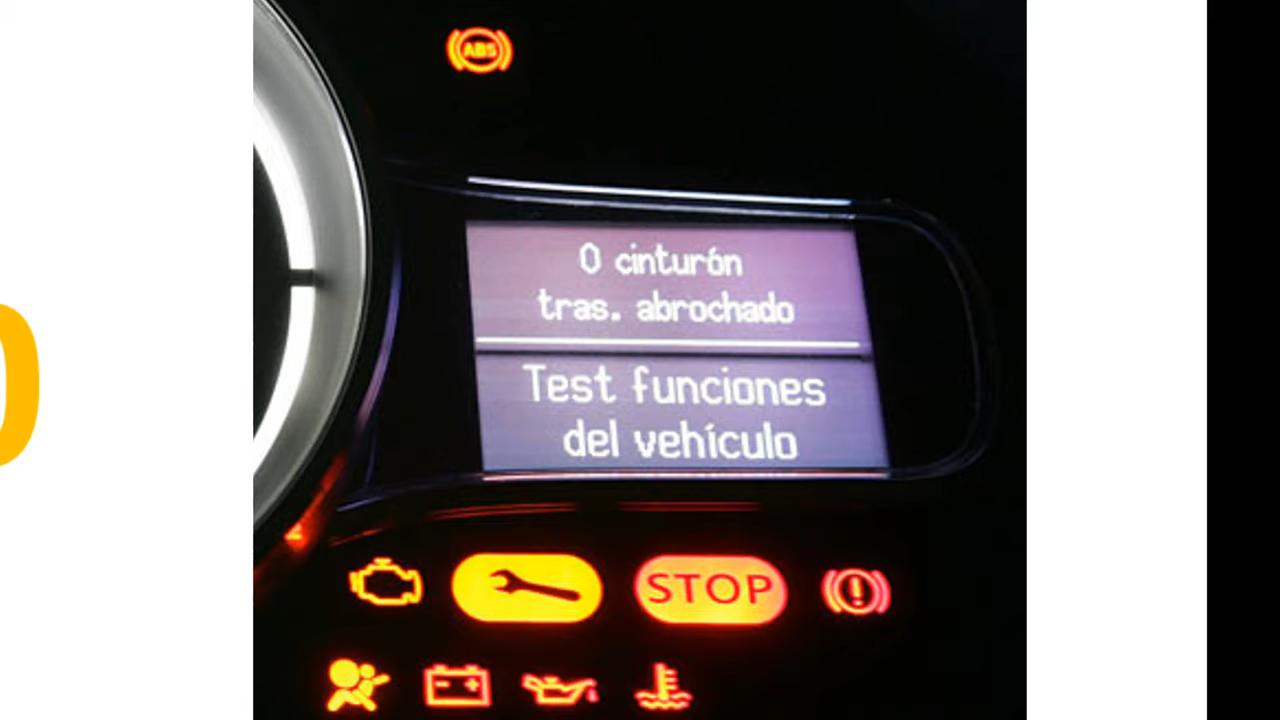 ABS
0 cinturón
tras. abrochado
Test funciones
del vehículo
STOP